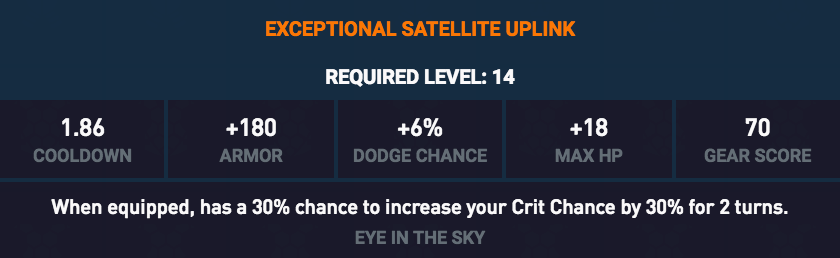 EXCEPTIONAL SATELLITE UPLINK
REQUIRED LEVEL: 14
1.86 +180 +6% +18 70
COOLDOWN ARMOR DODGE CHANCE MAX HP GEAR SCORE
When equipped, has a 30% chance to increase your Crit Chance by 30% for 2 turns.
EYE IN THE SKY